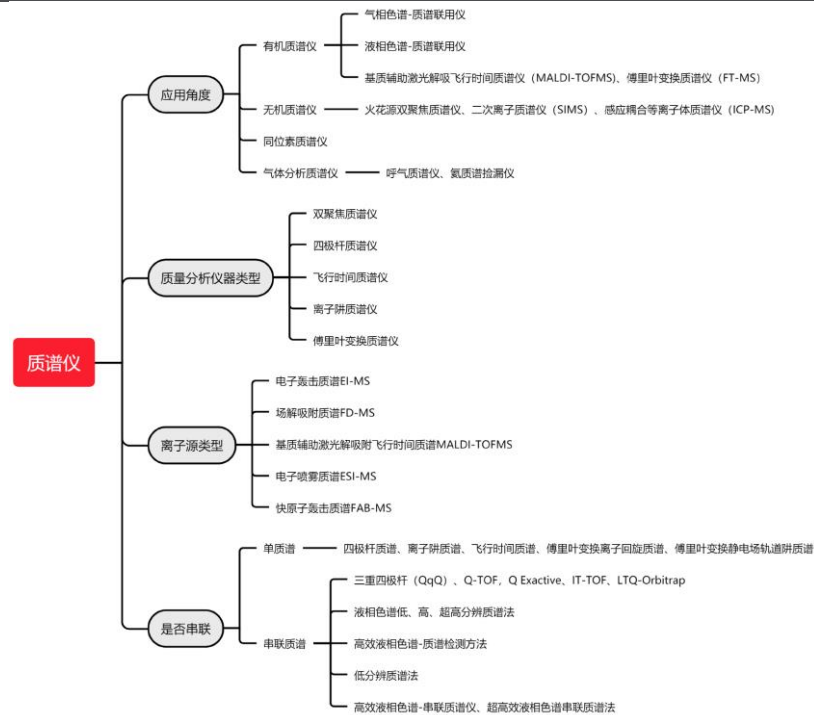 质谱仪
应用角度
有机质谱仪
气相色谱-质谱联用仪
液相色谱-质谱联用仪
基质辅助激光解吸飞行时间质谱仪（MALDI-TOFMS)、傅里叶变换质谱仪（FT-MS）
无机质谱仪
火花源双聚焦质谱仪、二次离子质谱仪（SIMS）、感应耦合等离子体质谱仪（ICP-MS)
同位素质谱仪
气体分析质谱仪
呼气质谱仪、氦质谱捡漏仪
质量分析仪器类型
双聚焦质谱仪
四极杆质谱仪
飞行时间质谱仪
离子阱质谱仪
傅里叶变换质谱仪
离子源类型
电子轰击质谱EI-MS
场解吸附质谱FD-MS
基质辅助激光解吸附飞行时间质谱MALDI-TOFMS
电子喷雾质谱ESI-MS
快原子轰击质谱FAB-MS
是否串联
单质谱
四极杆质谱、离子阱质谱、飞行时间质谱、傅里叶变换离子回旋质谱、傅里叶变换静电场轨道阱质谱
串联质谱
三重四极杆（QqQ）、Q-TOF，Q Exactive、IT-TOF、LTQ-Orbitrap
液相色谱低、高、超高分辨质谱法
高效液相色谱-质谱检测方法
低分辨质谱法
高效液相色谱-串联质谱仪、超高效液相色谱串联质谱法